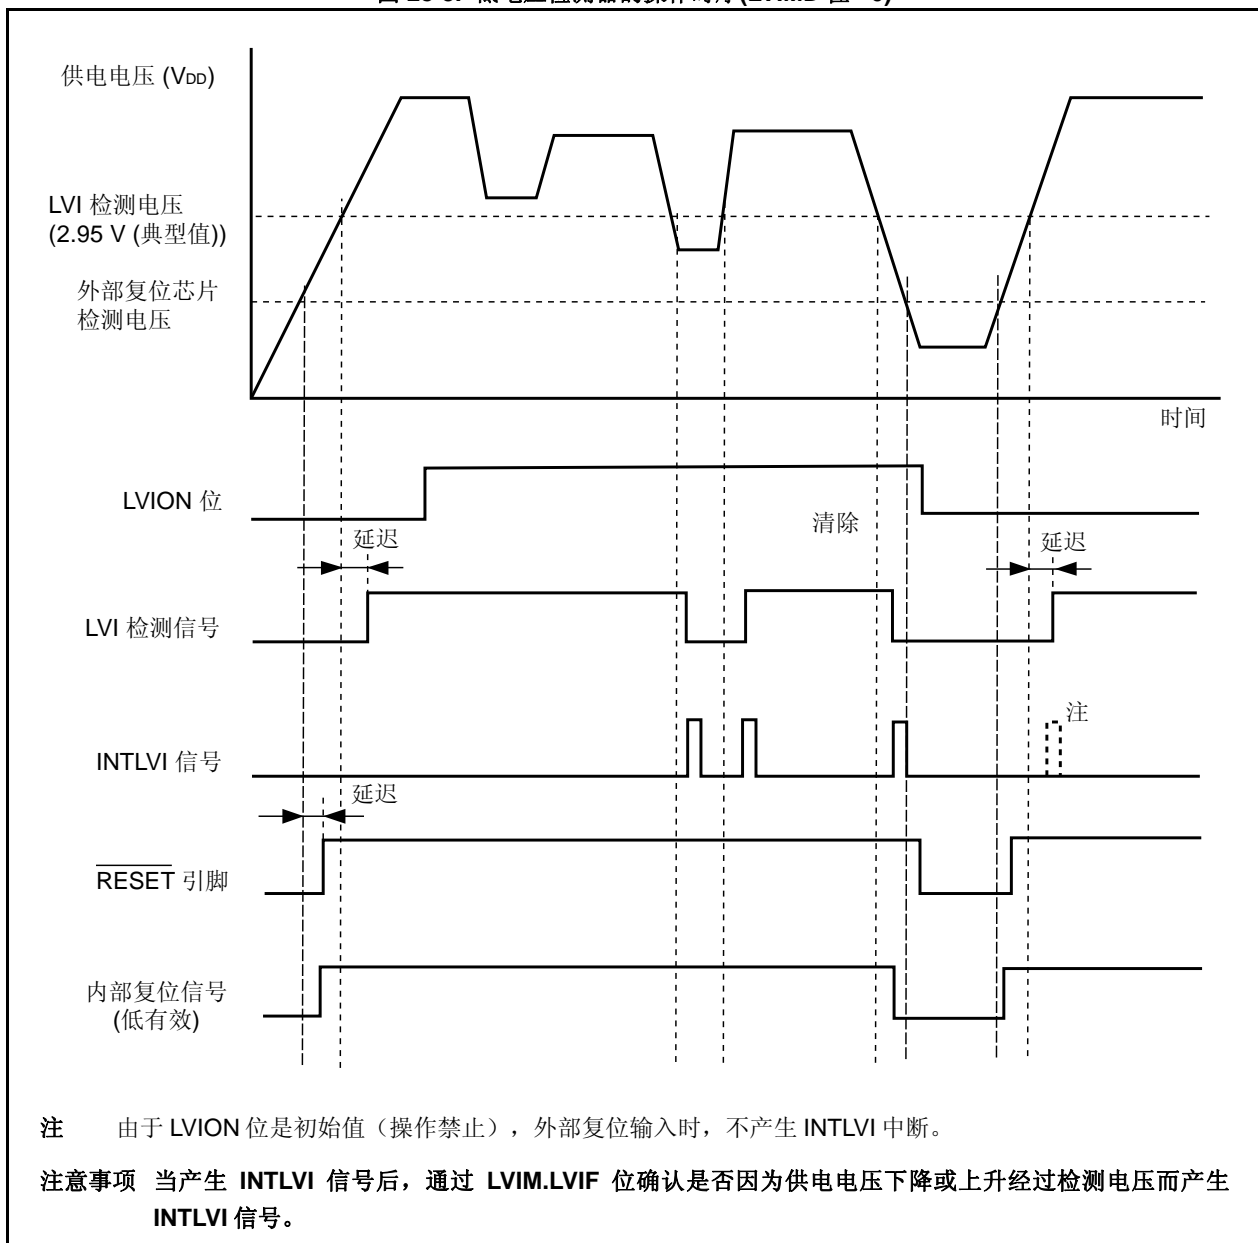 供电电压 (VDD)
LVI 检测电压
(2.95 V (典型值))
外部复位芯片
检测电压
时间
LVION 位
清除
延迟
延迟
LVI 检测信号
注
INTLVI 信号
延迟
RESET 引脚
内部复位信号
(低有效)
注 由于 LVION 位是初始值（操作禁止），外部复位输入时，不产生 INTLVI 中断。
注意事项 当产生 INTLVI 信号后，通过 LVIM.LVIF 位确认是否因为供电电压下降或上升经过检测电压而产生
INTLVI 信号。